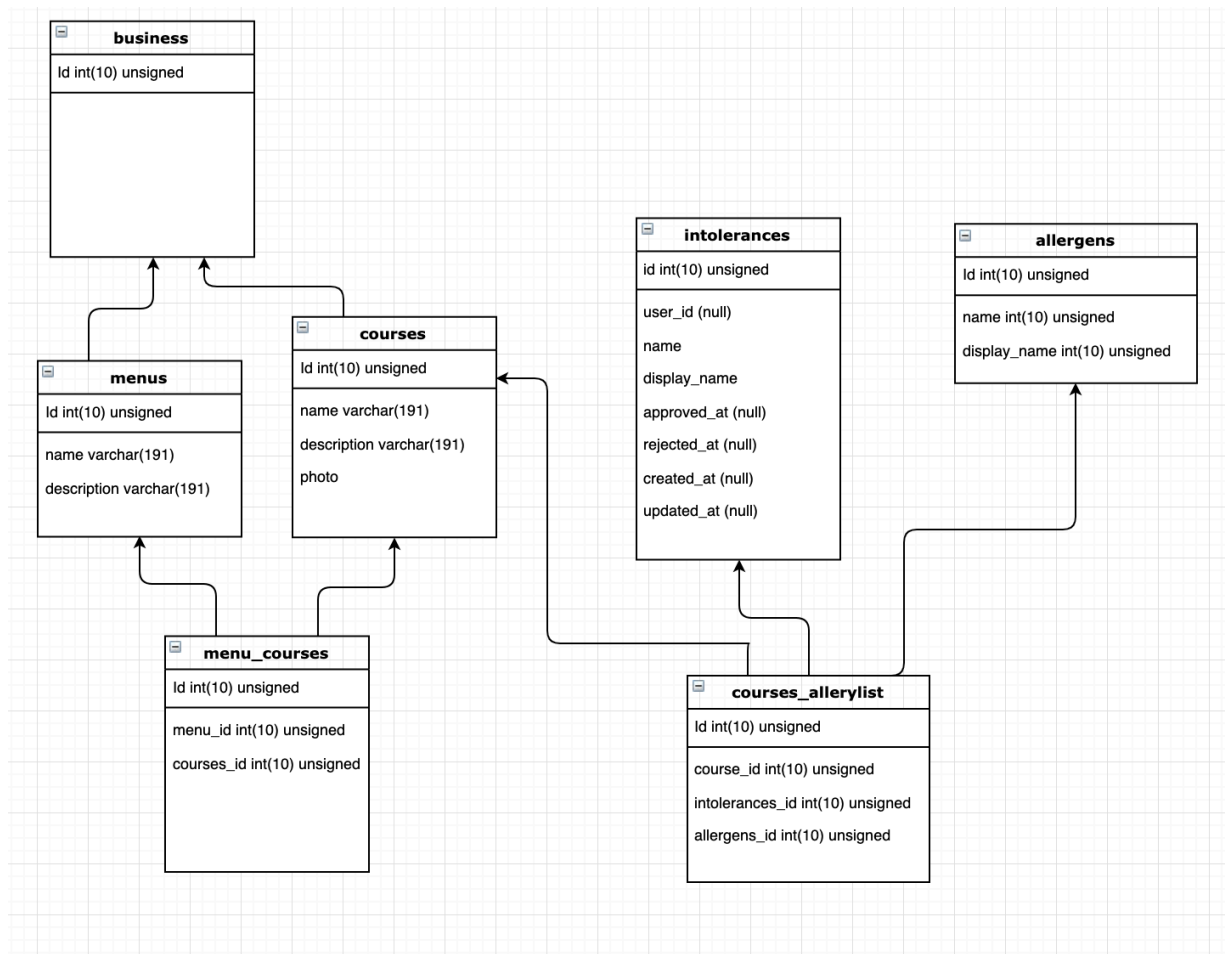 business
Id int(10) unsigned
menus
Id int(10) unsigned
name varchar(191)
description varchar(191)
courses
Id int(10) unsigned
name varchar(191)
description varchar(191)
photo
intolerances
id int(10) unsigned
user_id (null)
name
display_name
approved_at (null)
rejected_at (null)
created_at (null)
updated_at (null)
allergens
Id int(10) unsigned
name int(10) unsigned
display_name int(10) unsigned
menu_courses
Id int(10) unsigned
menu_id int(10) unsigned
courses_id int(10) unsigned
courses_allerylist
Id int(10) unsigned
course_id int(10) unsigned
intolerances_id int(10) unsigned
allergens_id int(10) unsigned